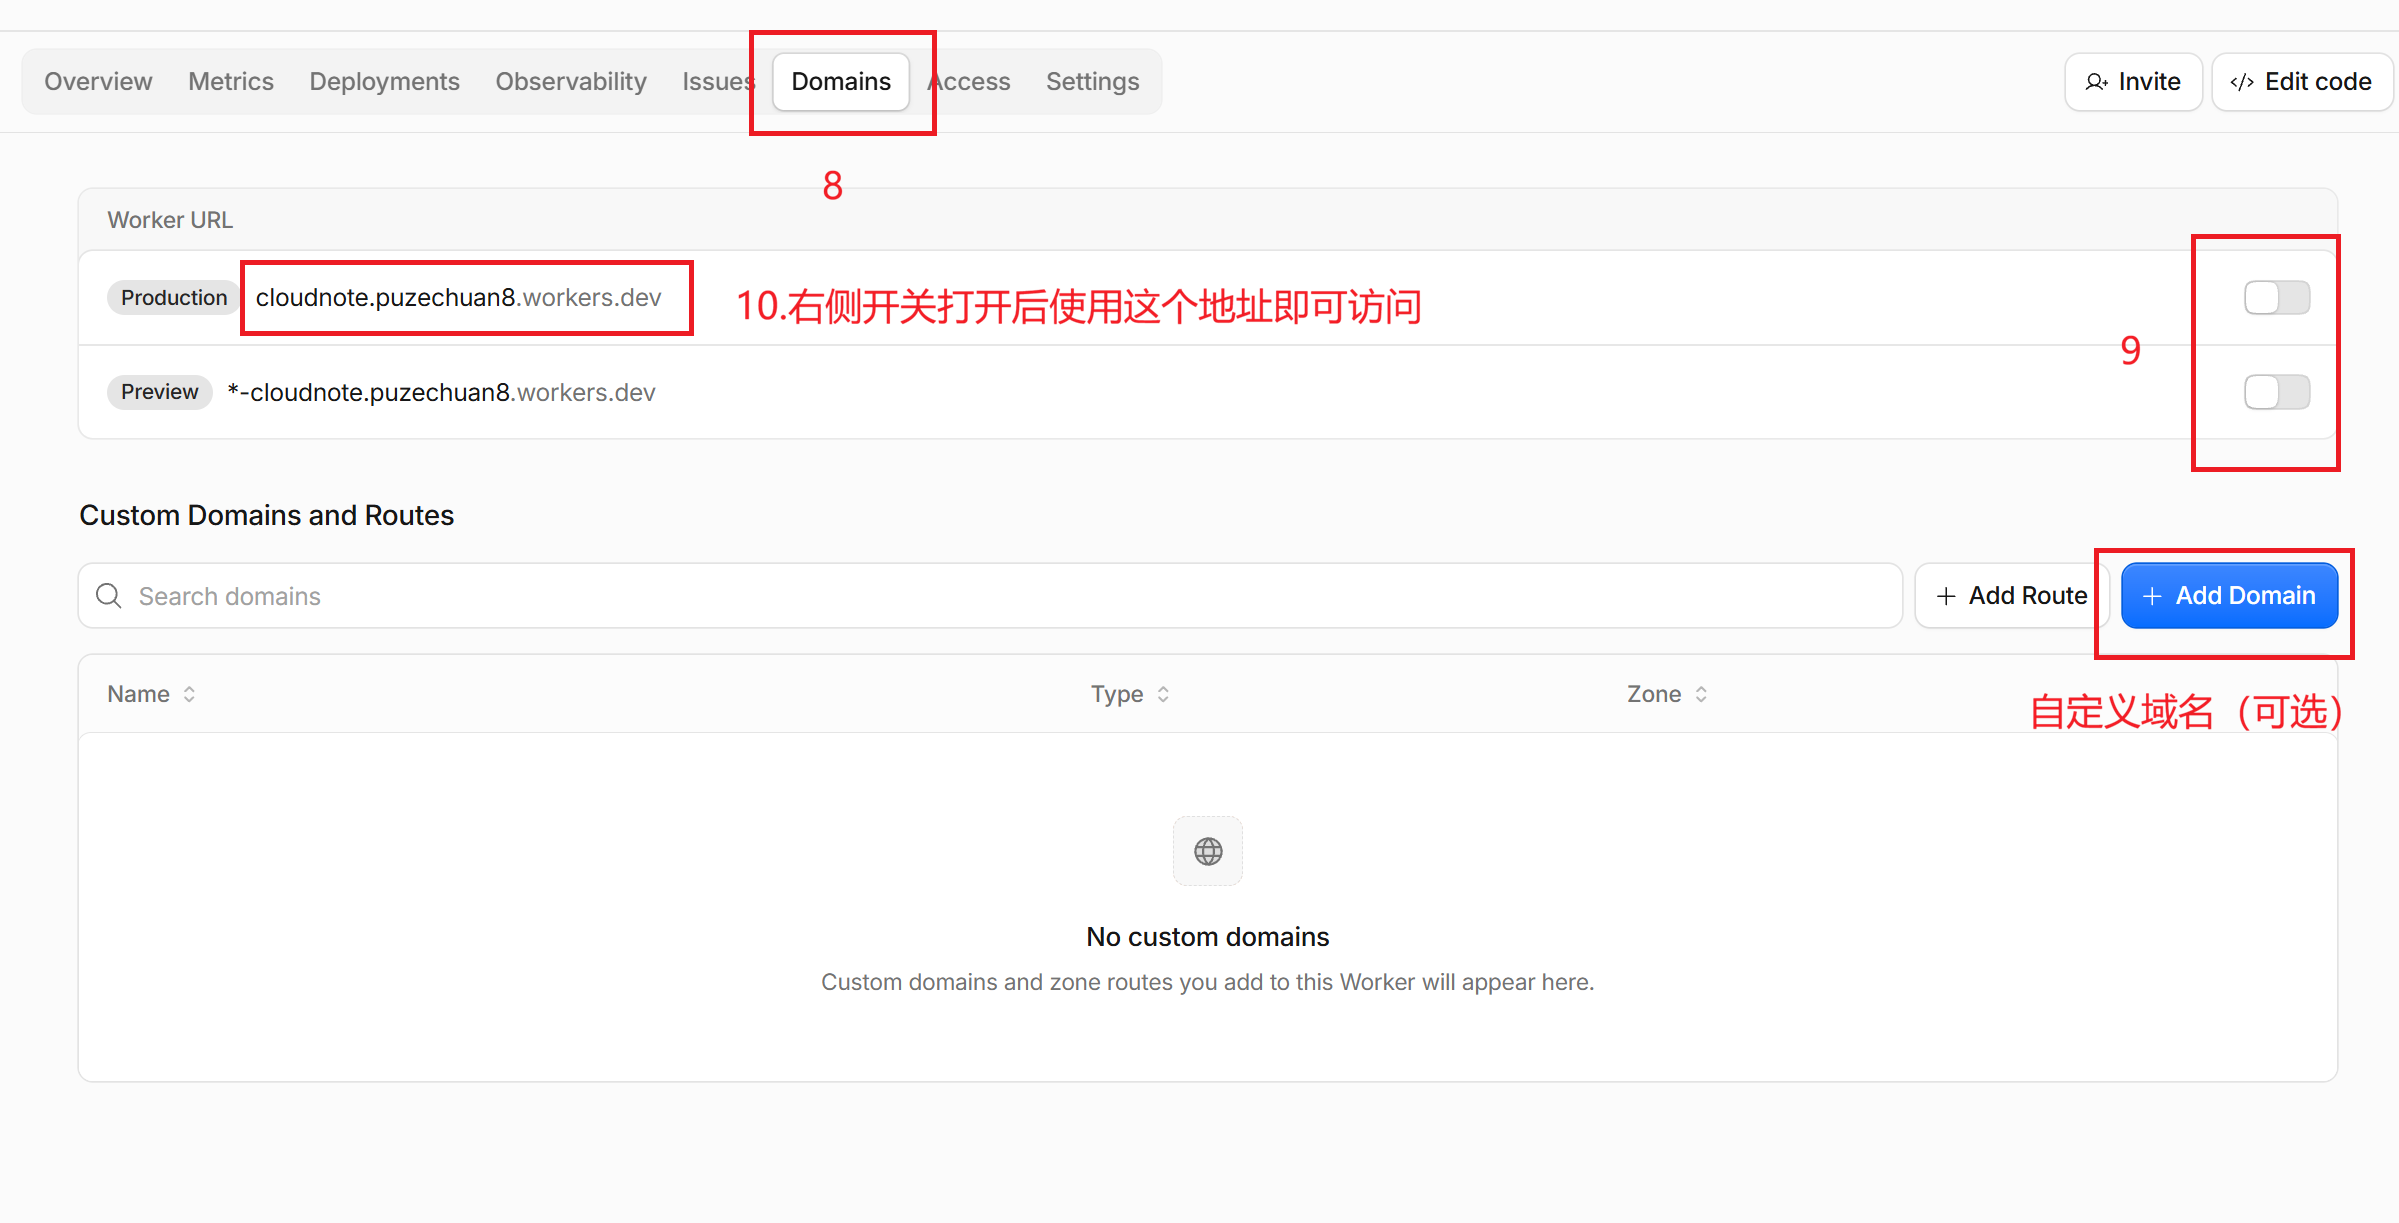 Overview Metrics Deployments Observability Issues Domains Access Settings Invite </> Edit code
8
Worker URL
Production cloudnote.puzechuan8.workers.dev 10.右侧开关打开后使用这个地址即可访问
9
Preview *-cloudnote.puzechuan8.workers.dev
Custom Domains and Routes
Search domains + Add Route + Add Domain
Name Type Zone
自定义域名（可选）
No custom domains
Custom domains and zone routes you add to this Worker will appear here.